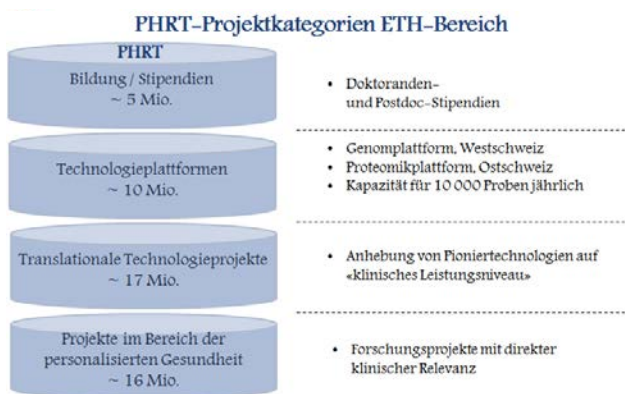 PHRT-Projektkategorien ETH-Bereich
PHRT
Bildung / Stipendien
~ 5 Mio.
• Doktoranden-
und Postdoc-Stipendien
Technologieplattformen
~ 10 Mio.
• Genomplattform, Westschweiz
• Proteomikplattform, Ostschweiz
• Kapazität für 10 000 Proben jährlich
Translationale Technologieprojekte
~ 17 Mio.
• Anhebung von Pioniertechnologien auf
«klinisches Leistungsniveau»
Projekte im Bereich der
personalisierten Gesundheit
~ 16 Mio.
• Forschungsprojekte mit direkter
klinischer Relevanz